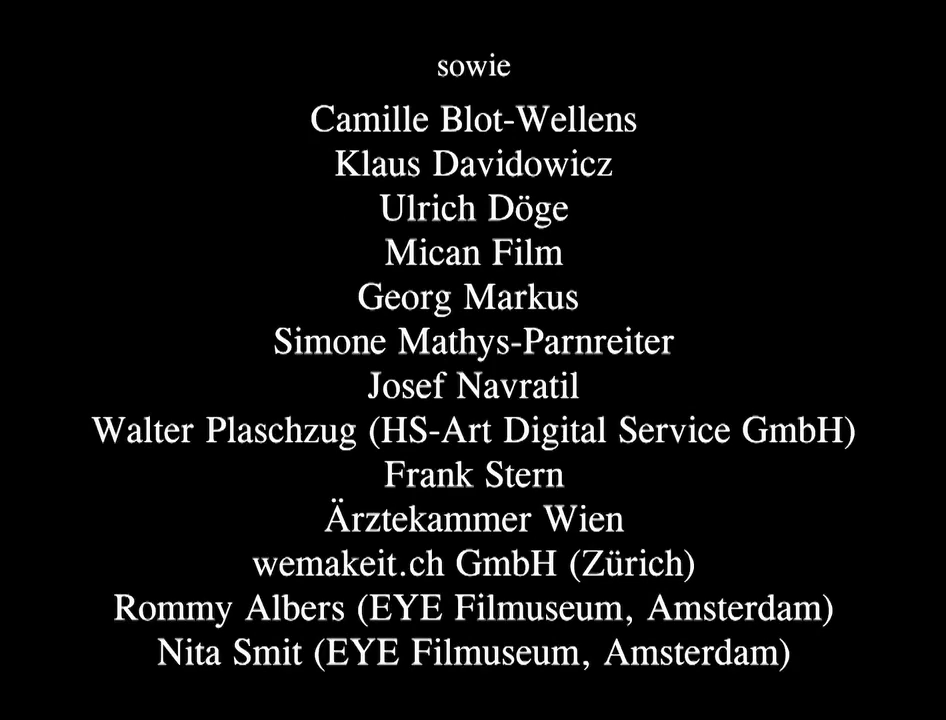 sowie
Camille Blot-Wellens
Klaus Davidowicz
Ulrich Döge
Mican Film
Georg Markus
Simone Mathys-Parnreiter
Josef Navratil
Walter Plaschzug (HS-Art Digital Service GmbH)
Frank Stern
Ärztekammer Wien
wemakeit.ch GmbH (Zürich)
Rommy Albers (EYE Filmuseum, Amsterdam)
Nita Smit (EYE Filmuseum, Amsterdam)